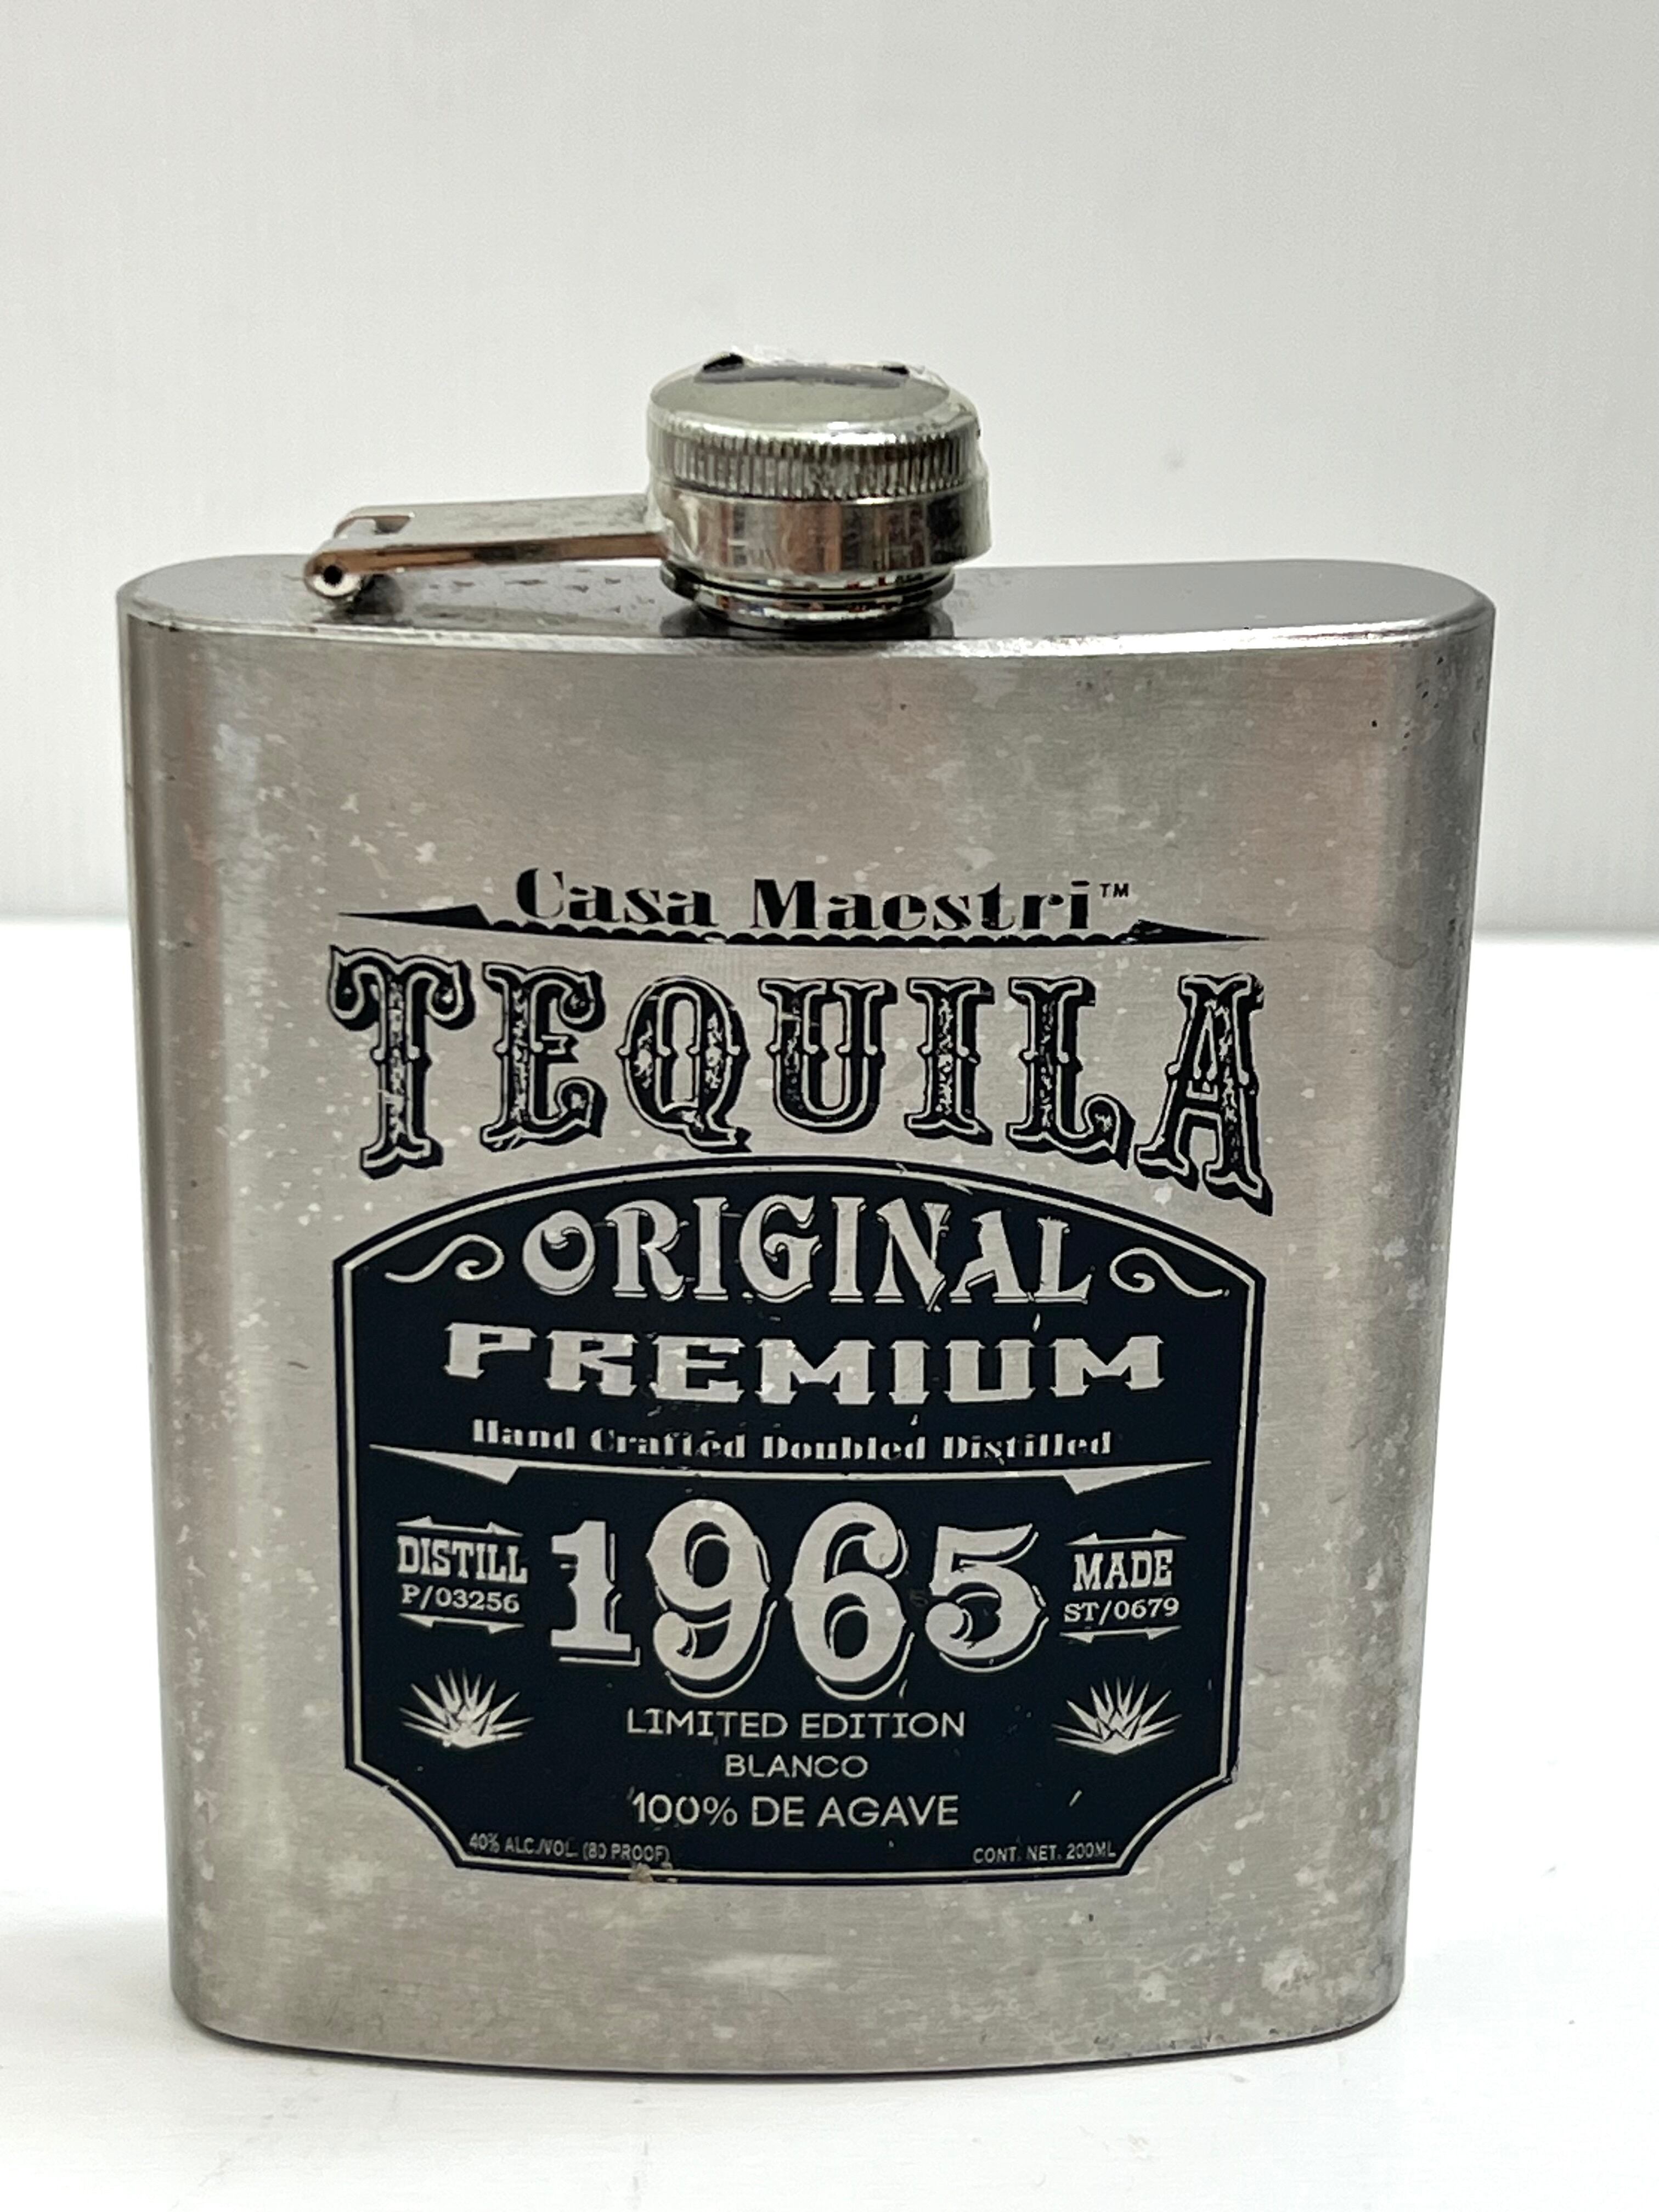 Casa Maestri™
TEQUILA
ORIGINAL
PREMIUM
Hand Crafted Doubled Distilled
DISTILL
P/03256
1965
MADE
ST/0679
LIMITED EDITION
BLANCO
100% DE AGAVE
40% ALC./VOL. (80 PROOF)
CONT. NET. 200ML